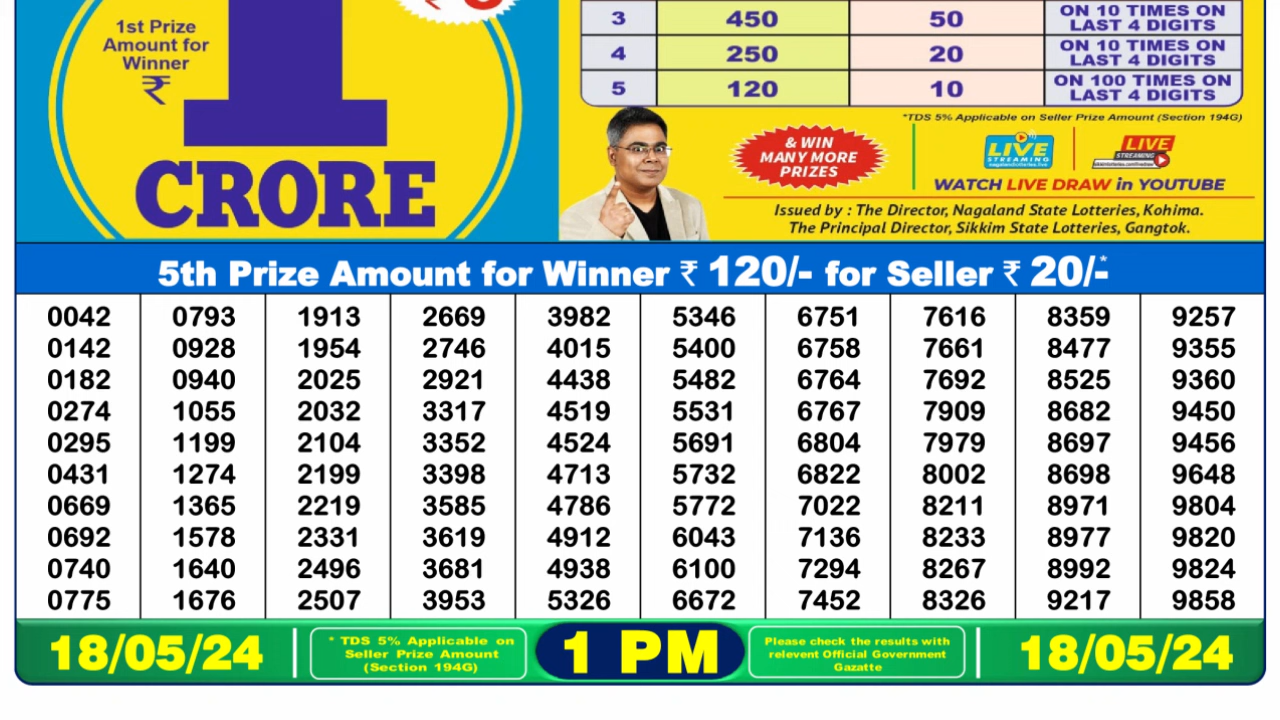 1st Prize
Amount for
Winner
₹
1
CRORE
3 450 50 ON 10 TIMES ON LAST 4 DIGITS
4 250 20 ON 10 TIMES ON LAST 4 DIGITS
5 120 10 ON 100 TIMES ON LAST 4 DIGITS
*TDS 5% Applicable on Seller Prize Amount (Section 194G)
& WIN
MANY MORE
PRIZES
LIVE
STREAMING
LIVE
STREAMING
WATCH LIVE DRAW in YOUTUBE
Issued by : The Director, Nagaland State Lotteries, Kohima.
The Principal Director, Sikkim State Lotteries, Gangtok.
5th Prize Amount for Winner ₹ 120/- for Seller ₹ 20/-*
0042 0793 1913 2669 3982 5346 6751 7616 8359 9257
0142 0928 1954 2746 4015 5400 6758 7661 8477 9355
0182 0940 2025 2921 4438 5482 6764 7692 8525 9360
0274 1055 2032 3317 4519 5531 6767 7909 8682 9450
0295 1199 2104 3352 4524 5691 6804 7979 8697 9456
0431 1274 2199 3398 4713 5732 6822 8002 8698 9648
0669 1365 2219 3585 4786 5772 7022 8211 8971 9804
0692 1578 2331 3619 4912 6043 7136 8233 8977 9820
0740 1640 2496 3681 4938 6100 7294 8267 8992 9824
0775 1676 2507 3953 5326 6672 7452 8326 9217 9858
18/05/24
* TDS 5% Applicable on
Seller Prize Amount
(Section 194G)
1 PM
Please check the results with
relevent Official Government
Gazatte
18/05/24